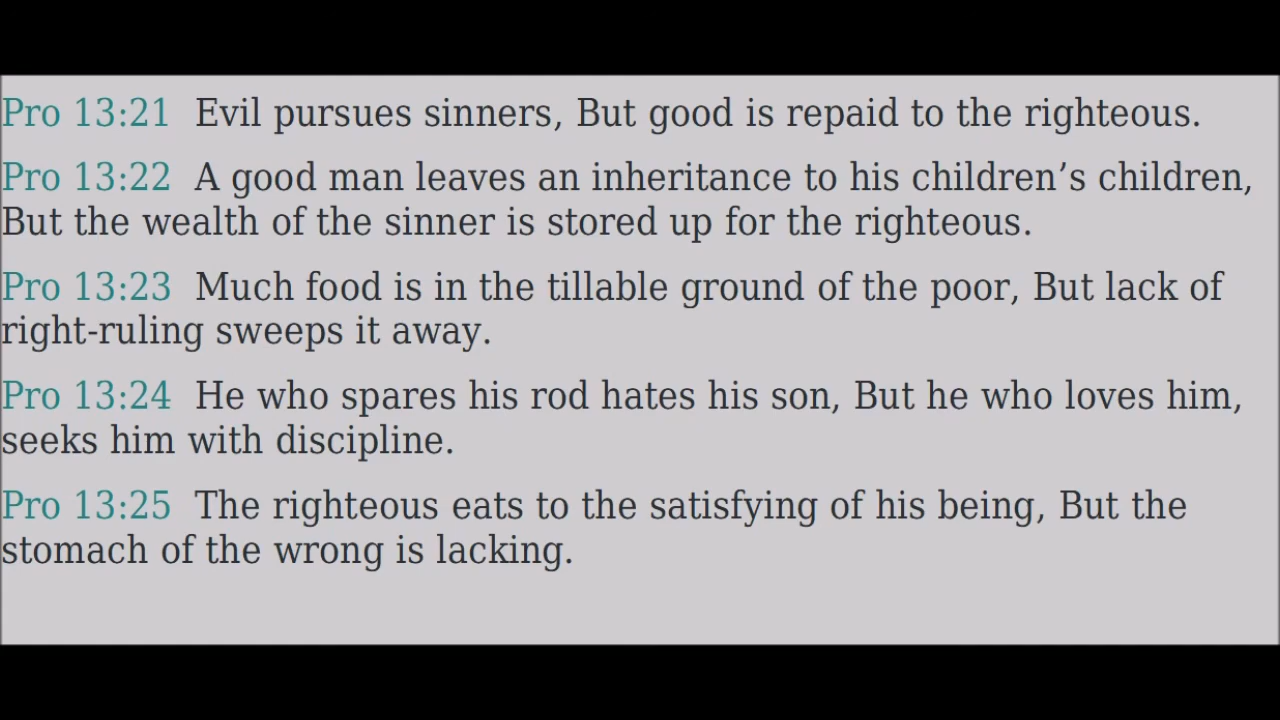 Pro 13:21 Evil pursues sinners, But good is repaid to the righteous.
Pro 13:22 A good man leaves an inheritance to his children’s children,
But the wealth of the sinner is stored up for the righteous.
Pro 13:23 Much food is in the tillable ground of the poor, But lack of
right-ruling sweeps it away.
Pro 13:24 He who spares his rod hates his son, But he who loves him,
seeks him with discipline.
Pro 13:25 The righteous eats to the satisfying of his being, But the
stomach of the wrong is lacking.